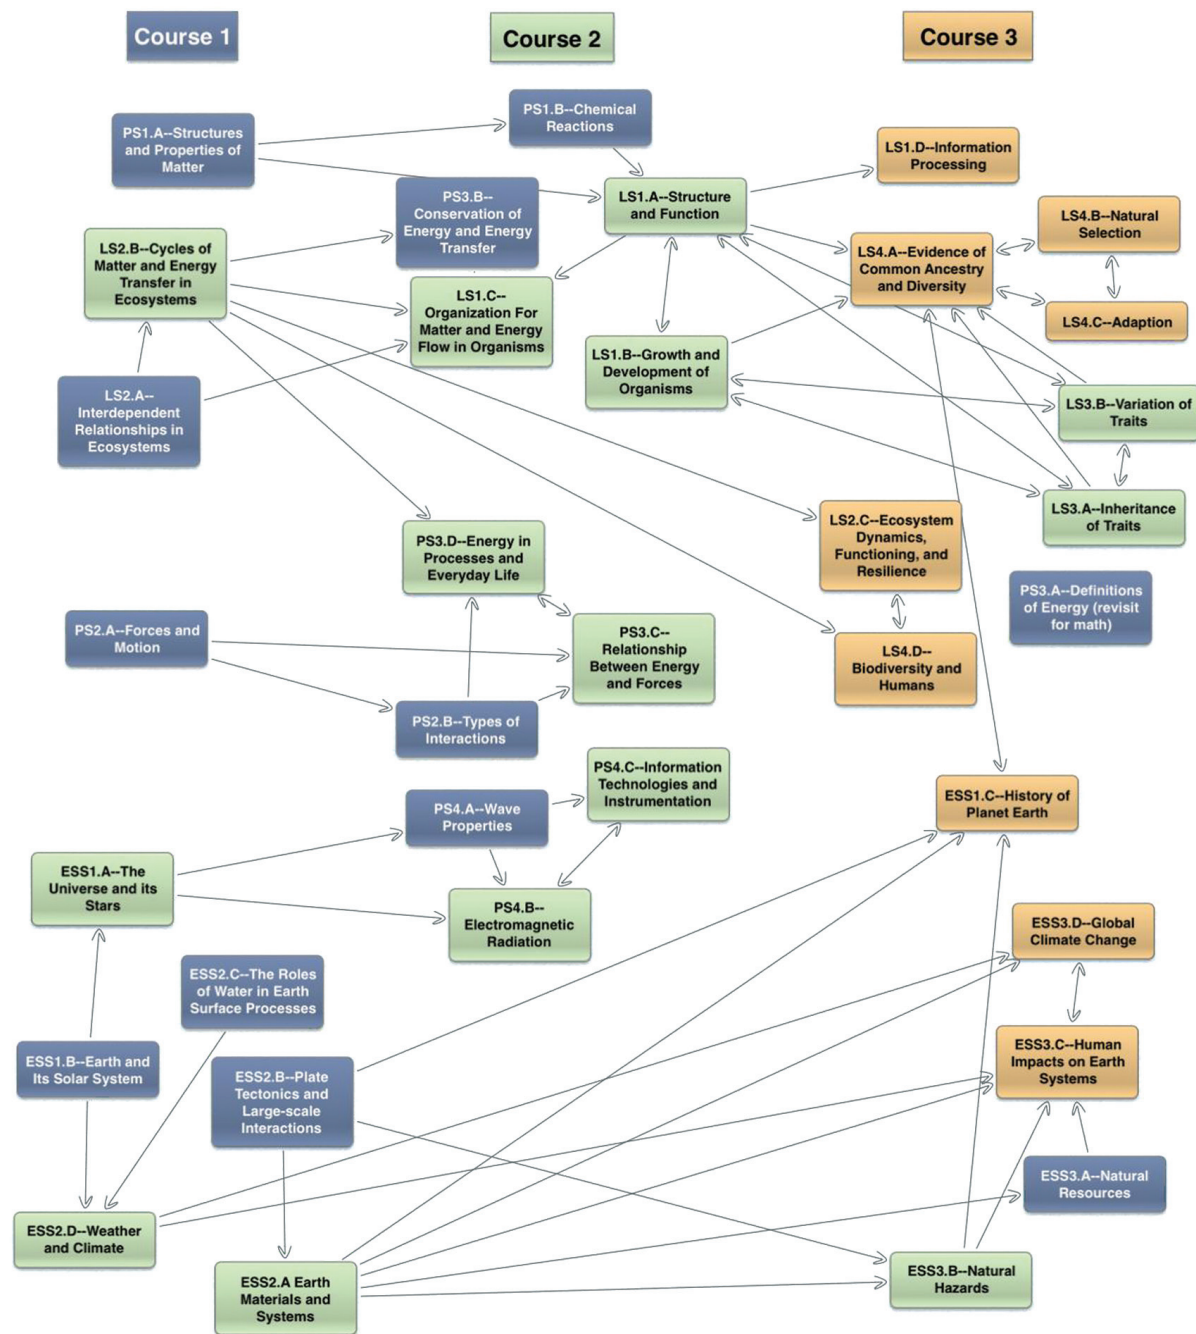 Course 1
Course 2
Course 3
PS1.A--Structures
and Properties of
Matter
PS1.B--Chemical
Reactions
LS1.D--Information
Processing
PS3.B--
Conservation of
Energy and Energy
Transfer
LS1.A--Structure
and Function
LS4.B--Natural
Selection
LS2.B--Cycles of
Matter and Energy
Transfer in
Ecosystems
LS4.A--Evidence of
Common Ancestry
and Diversity
LS1.C--
Organization For
Matter and Energy
Flow in Organisms
LS4.C--Adaption
LS1.B--Growth and
Development of
Organisms
LS2.A--
Interdependent
Relationships in
Ecosystems
LS3.B--Variation of
Traits
LS3.A--Inheritance
of Traits
LS2.C--Ecosystem
Dynamics,
Functioning, and
Resilience
PS3.D--Energy in
Processes and
Everyday Life
PS3.A--Definitions
of Energy (revisit
for math)
PS2.A--Forces and
Motion
PS3.C--
Relationship
Between Energy
and Forces
LS4.D--
Biodiversity and
Humans
PS2.B--Types of
Interactions
PS4.C--Information
Technologies and
Instrumentation
PS4.A--Wave
Properties
ESS1.C--History of
Planet Earth
ESS1.A--The
Universe and its
Stars
PS4.B--
Electromagnetic
Radiation
ESS3.D--Global
Climate Change
ESS2.C--The Roles
of Water in Earth
Surface Processes
ESS1.B--Earth and
Its Solar System
ESS2.B--Plate
Tectonics and
Large-scale
Interactions
ESS3.C--Human
Impacts on Earth
Systems
ESS3.A--Natural
Resources
ESS2.D--Weather
and Climate
ESS2.A Earth
Materials and
Systems
ESS3.B--Natural
Hazards